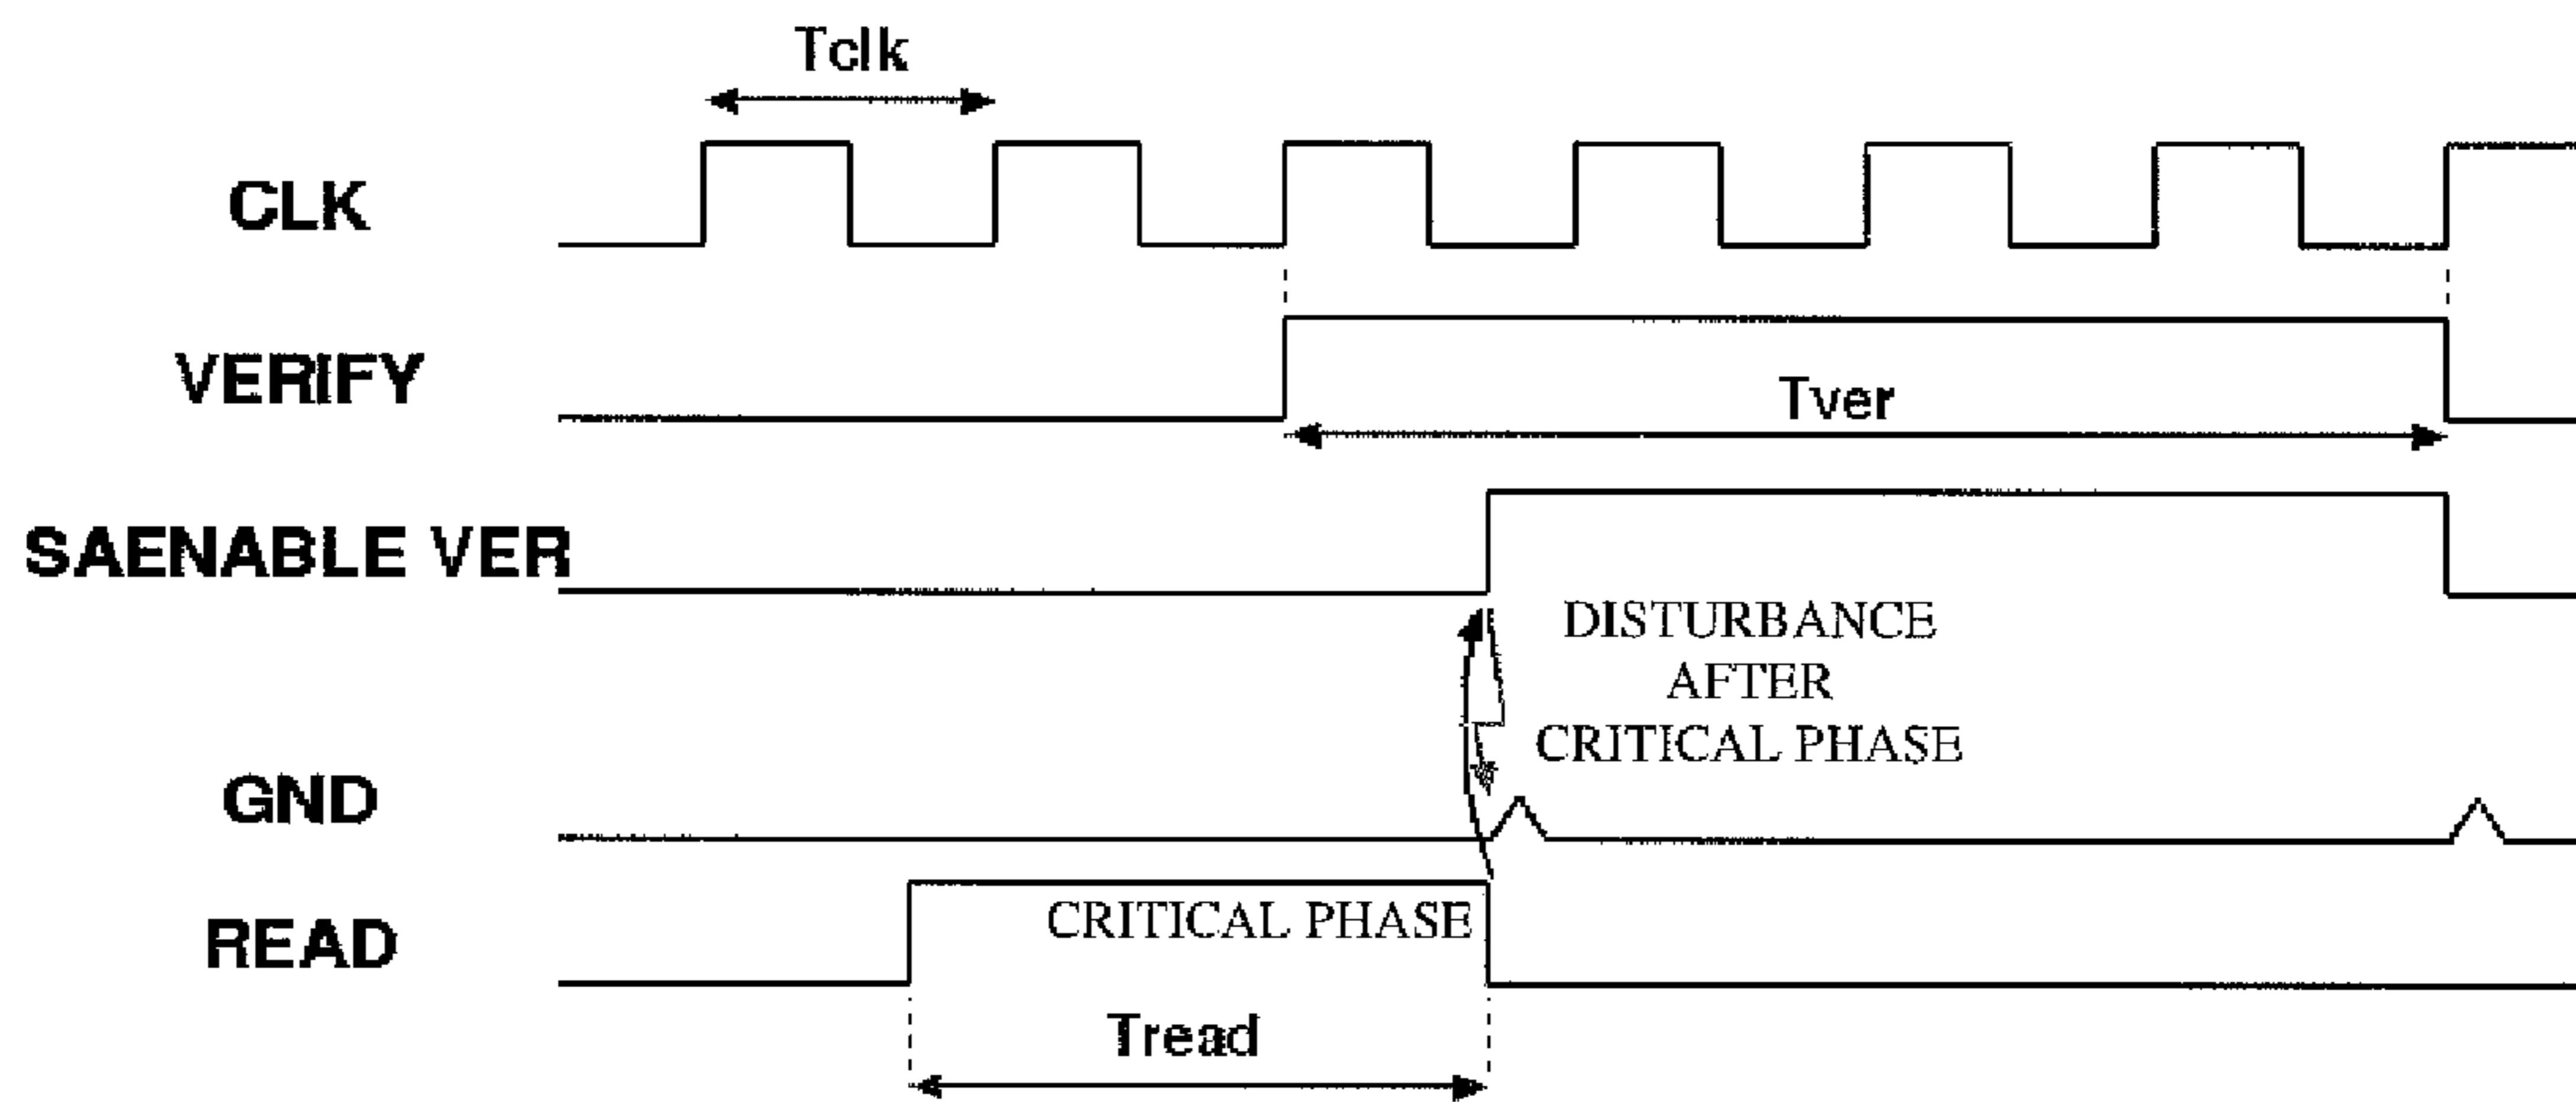 Tclk
CLK
VERIFY
Tver
SAENABLE VER
DISTURBANCE
AFTER
CRITICAL PHASE
GND
READ
CRITICAL PHASE
Tread